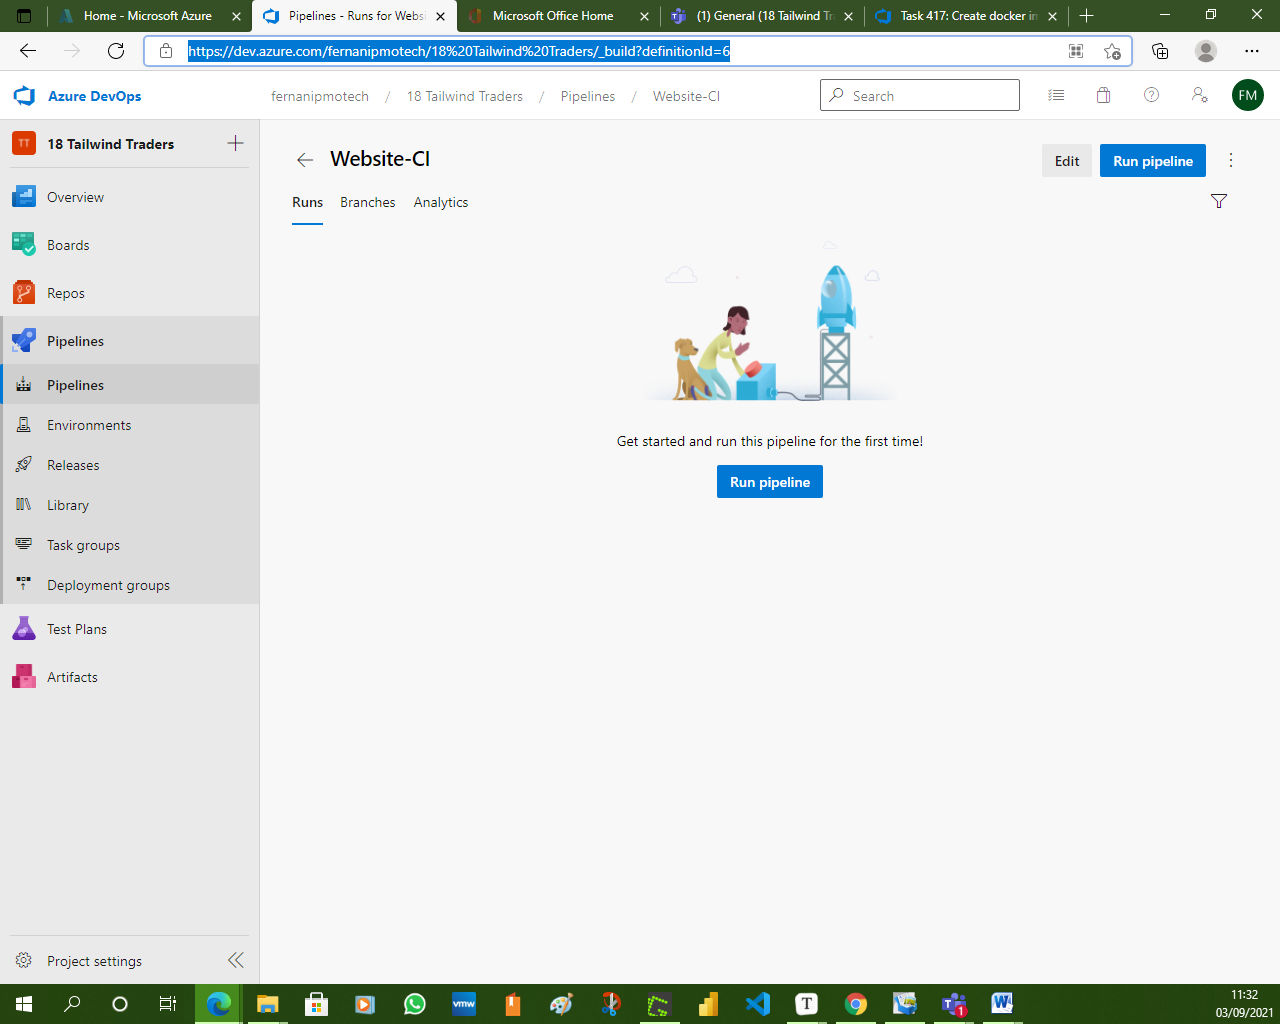 Home - Microsoft Azure
Pipelines - Runs for Websi
Microsoft Office Home
(1) General (18 Tailwind Tr
Task 417: Create docker im
https://dev.azure.com/fernanipmotech/18%20Tailwind%20Traders/_build?definitionId=6
Azure DevOps
fernanipmotech / 18 Tailwind Traders / Pipelines / Website-CI
Search
FM
TT 18 Tailwind Traders
Website-CI
Edit
Run pipeline
Runs Branches Analytics
Overview
Boards
Repos
Pipelines
Pipelines
Environments
Releases
Library
Task groups
Deployment groups
Test Plans
Artifacts
Get started and run this pipeline for the first time!
Run pipeline
Project settings
vmw
T
1
W
11:32
03/09/2021